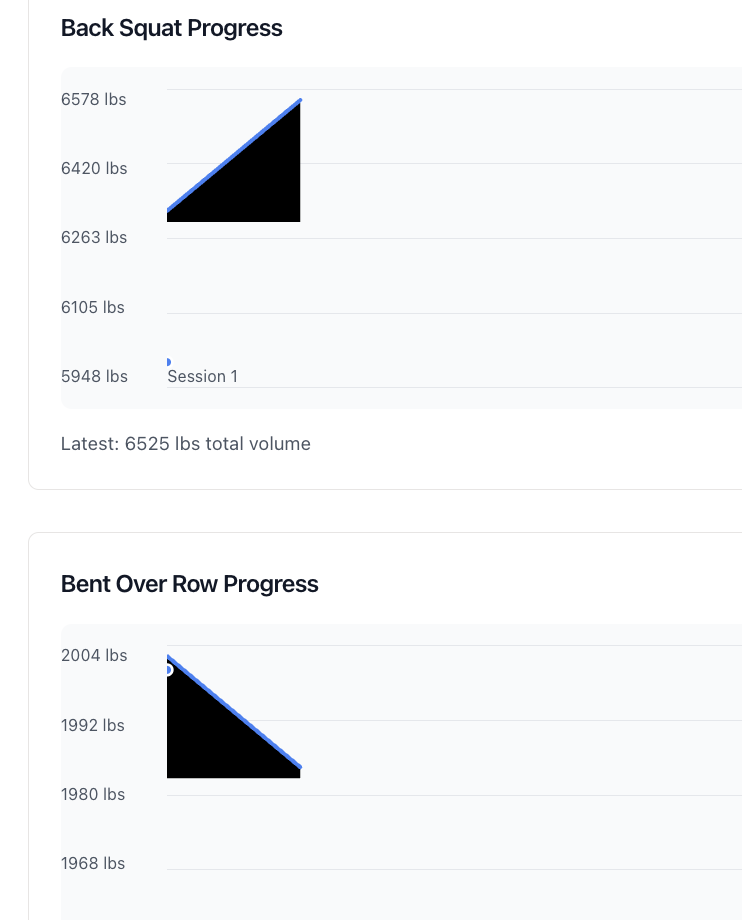 Back Squat Progress
6578 lbs
6420 lbs
6263 lbs
6105 lbs
5948 lbs
Session 1
Latest: 6525 lbs total volume
Bent Over Row Progress
2004 lbs
1992 lbs
1980 lbs
1968 lbs